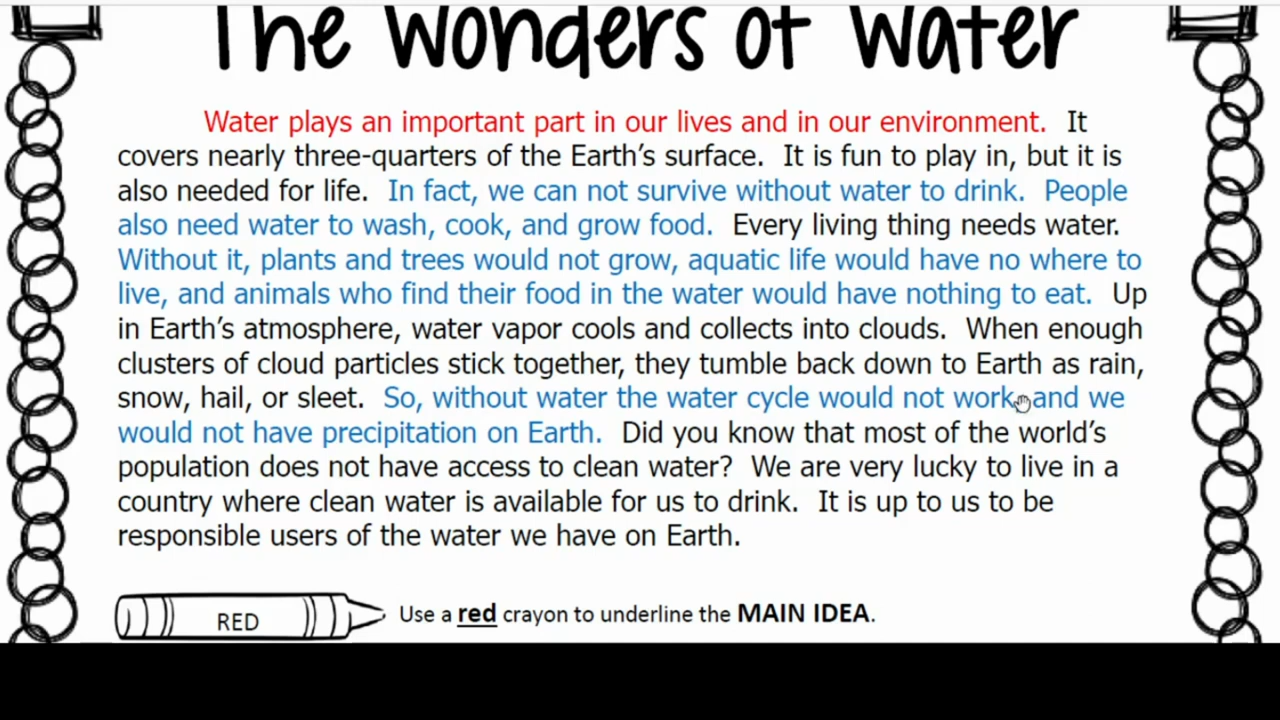 The Wonders of Water
Water plays an important part in our lives and in our environment. It
covers nearly three-quarters of the Earth's surface. It is fun to play in, but it is
also needed for life. In fact, we can not survive without water to drink. People
also need water to wash, cook, and grow food. Every living thing needs water.
Without it, plants and trees would not grow, aquatic life would have no where to
live, and animals who find their food in the water would have nothing to eat. Up
in Earth's atmosphere, water vapor cools and collects into clouds. When enough
clusters of cloud particles stick together, they tumble back down to Earth as rain,
snow, hail, or sleet. So, without water the water cycle would not work and we
would not have precipitation on Earth. Did you know that most of the world's
population does not have access to clean water? We are very lucky to live in a
country where clean water is available for us to drink. It is up to us to be
responsible users of the water we have on Earth.
RED Use a red crayon to underline the MAIN IDEA.